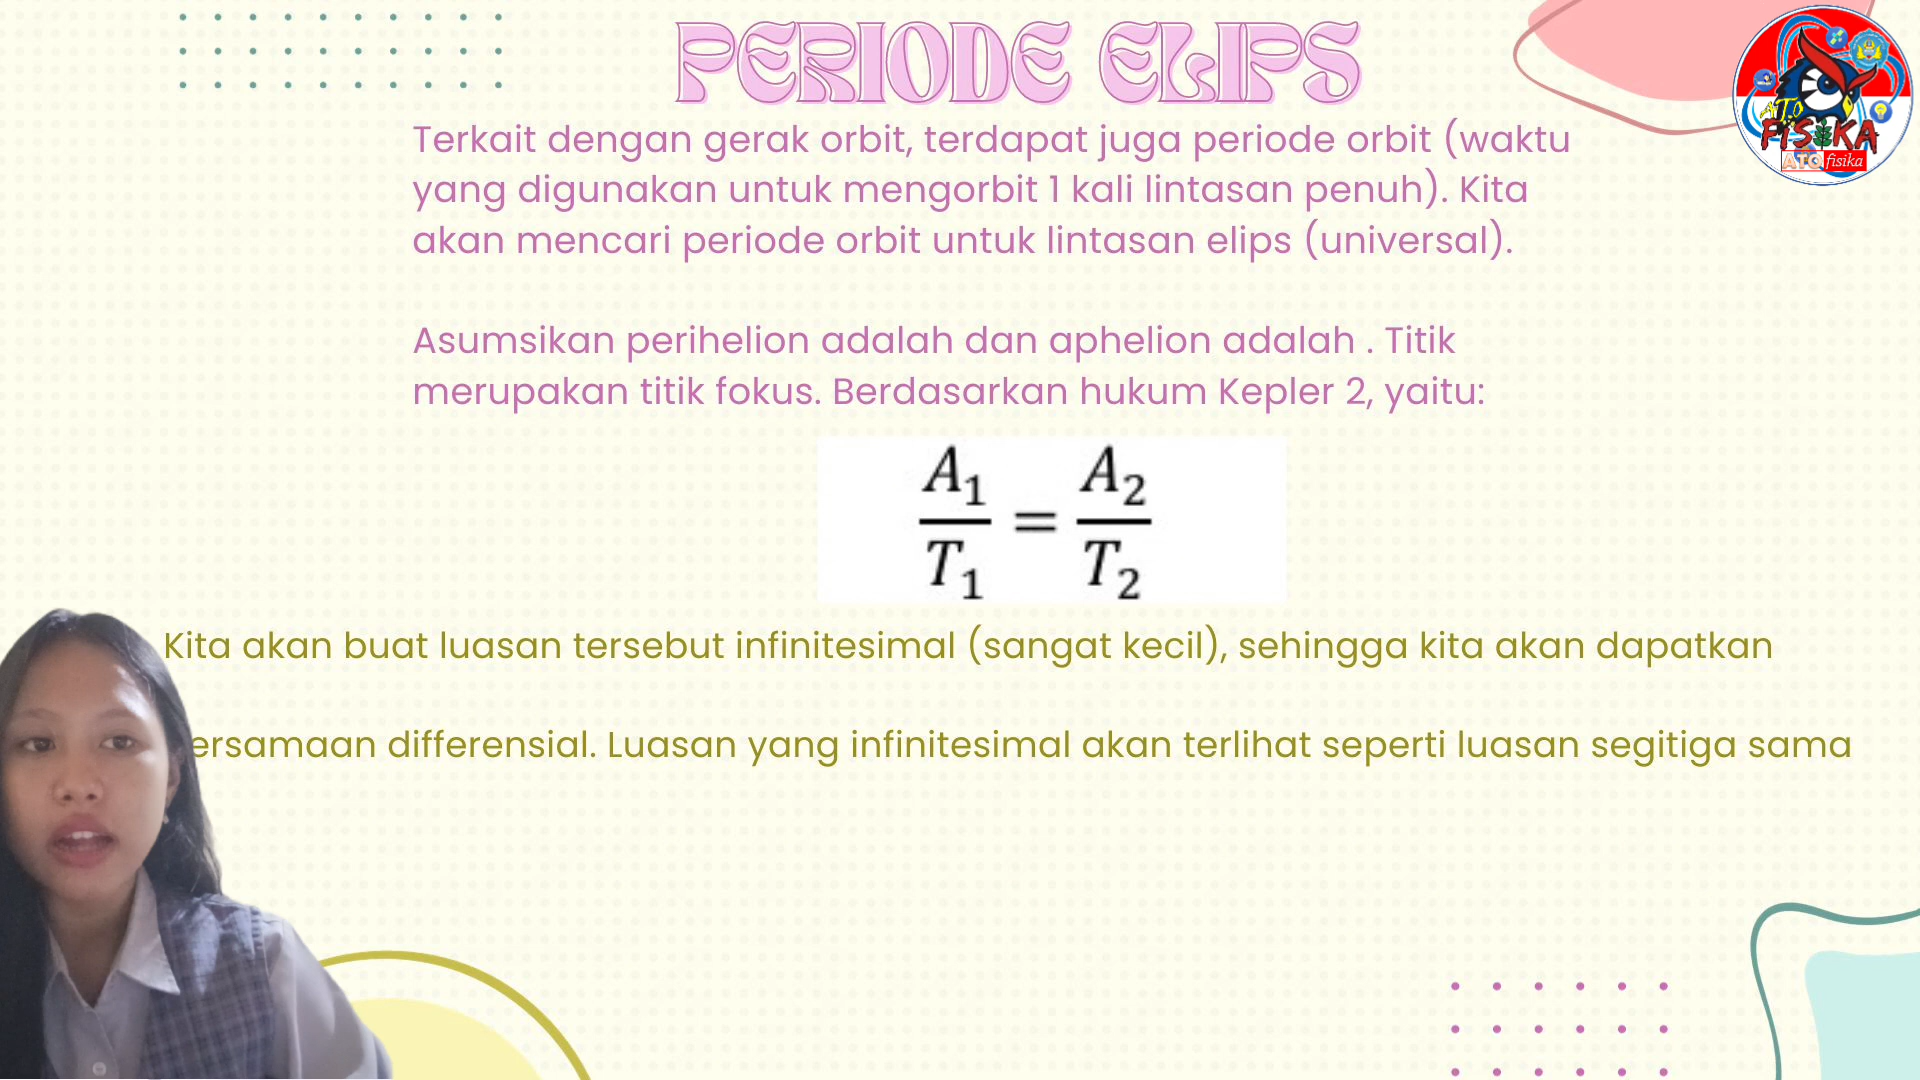 PERIODE ELIPS
Terkait dengan gerak orbit, terdapat juga periode orbit (waktu
yang digunakan untuk mengorbit 1 kali lintasan penuh). Kita
akan mencari periode orbit untuk lintasan elips (universal).
Asumsikan perihelion adalah dan aphelion adalah . Titik
merupakan titik fokus. Berdasarkan hukum Kepler 2, yaitu:
A₁/T₁ = A₂/T₂
Kita akan buat luasan tersebut infinitesimal (sangat kecil), sehingga kita akan dapatkan
ersamaan differensial. Luasan yang infinitesimal akan terlihat seperti luasan segitiga sama
ATO
FISIKA
ATO fisika